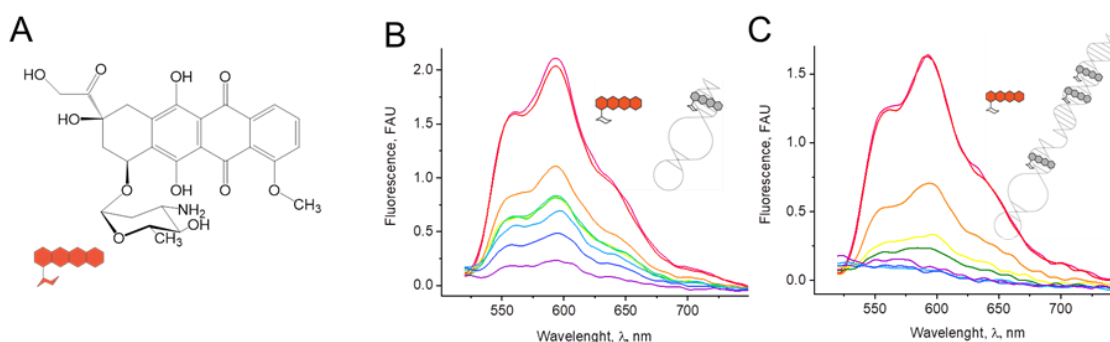 A
B
C
HO
O
HO
O
OH
O
OH
O
O
CH₃
O
NH₂
OH
CH₃
Fluorescence, FAU
2.0
1.5
1.0
0.5
0.0
550
600
650
700
Wavelenght, λ, nm
Fluorescence, FAU
1.5
1.0
0.5
0.0
550
600
650
700
Wavelenght, λ, nm